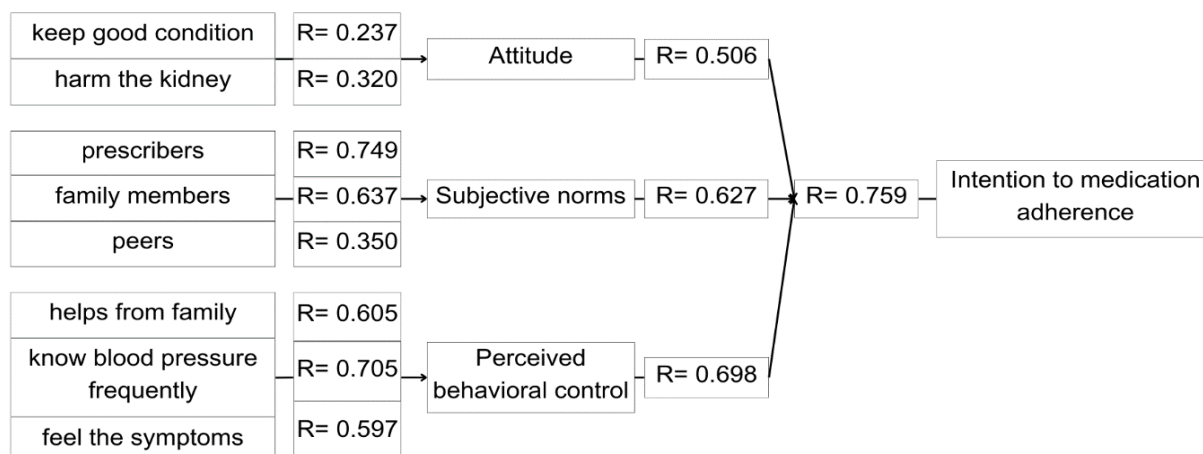 keep good condition
R= 0.237
harm the kidney
R= 0.320
Attitude
R= 0.506
prescribers
R= 0.749
family members
R= 0.637
peers
R= 0.350
Subjective norms
R= 0.627
R= 0.759
Intention to medication
adherence
helps from family
R= 0.605
know blood pressure
frequently
R= 0.705
feel the symptoms
R= 0.597
Perceived
behavioral control
R= 0.698